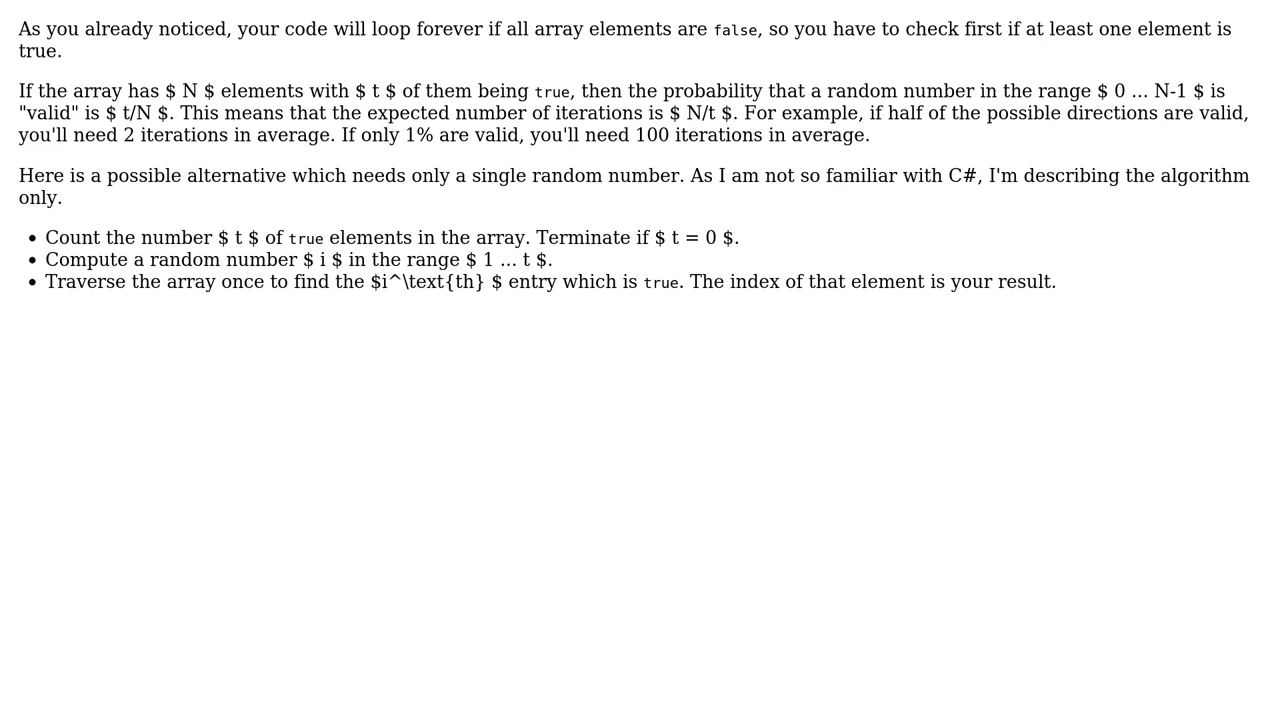 As you already noticed, your code will loop forever if all array elements are false, so you have to check first if at least one element is
true.
If the array has $ N $ elements with $ t $ of them being true, then the probability that a random number in the range $ 0 ... N-1 $ is
"valid" is $ t/N $. This means that the expected number of iterations is $ N/t $. For example, if half of the possible directions are valid,
you'll need 2 iterations in average. If only 1% are valid, you'll need 100 iterations in average.
Here is a possible alternative which needs only a single random number. As I am not so familiar with C#, I'm describing the algorithm
only.
• Count the number $ t $ of true elements in the array. Terminate if $ t = 0 $.
• Compute a random number $ i $ in the range $ 1 ... t $.
• Traverse the array once to find the $i^\text{th} $ entry which is true. The index of that element is your result.